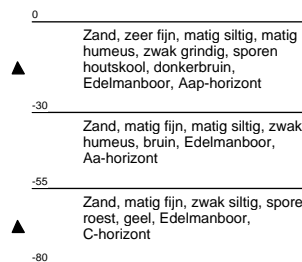 0
Zand, zeer fijn, matig siltig, matig
humeus, zwak grindig, sporen
houtskool, donkerbruin,
Edelmanboor, Aap-horizont
-30
Zand, matig fijn, matig siltig, zwak
humeus, bruin, Edelmanboor,
Aa-horizont
-55
Zand, matig fijn, zwak siltig, spore
roest, geel, Edelmanboor,
C-horizont
-80